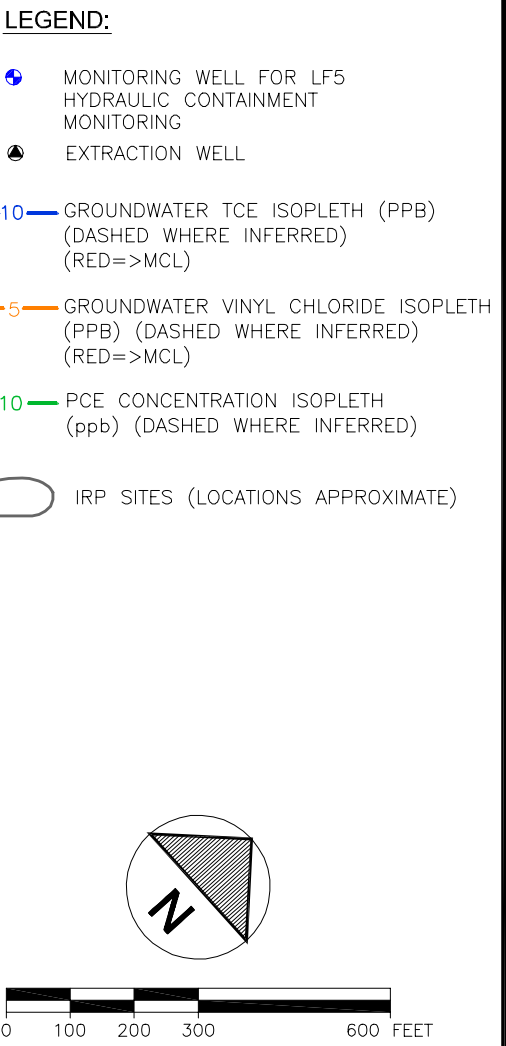 LEGEND:
MONITORING WELL FOR LF5
HYDRAULIC CONTAINMENT
MONITORING
EXTRACTION WELL
10 GROUNDWATER TCE ISOPLETH (PPB)
(DASHED WHERE INFERRED)
(RED=>MCL)
5 GROUNDWATER VINYL CHLORIDE ISOPLETH
(PPB) (DASHED WHERE INFERRED)
(RED=>MCL)
10 PCE CONCENTRATION ISOPLETH
(ppb) (DASHED WHERE INFERRED)
IRP SITES (LOCATIONS APPROXIMATE)
N
0 100 200 300 600 FEET